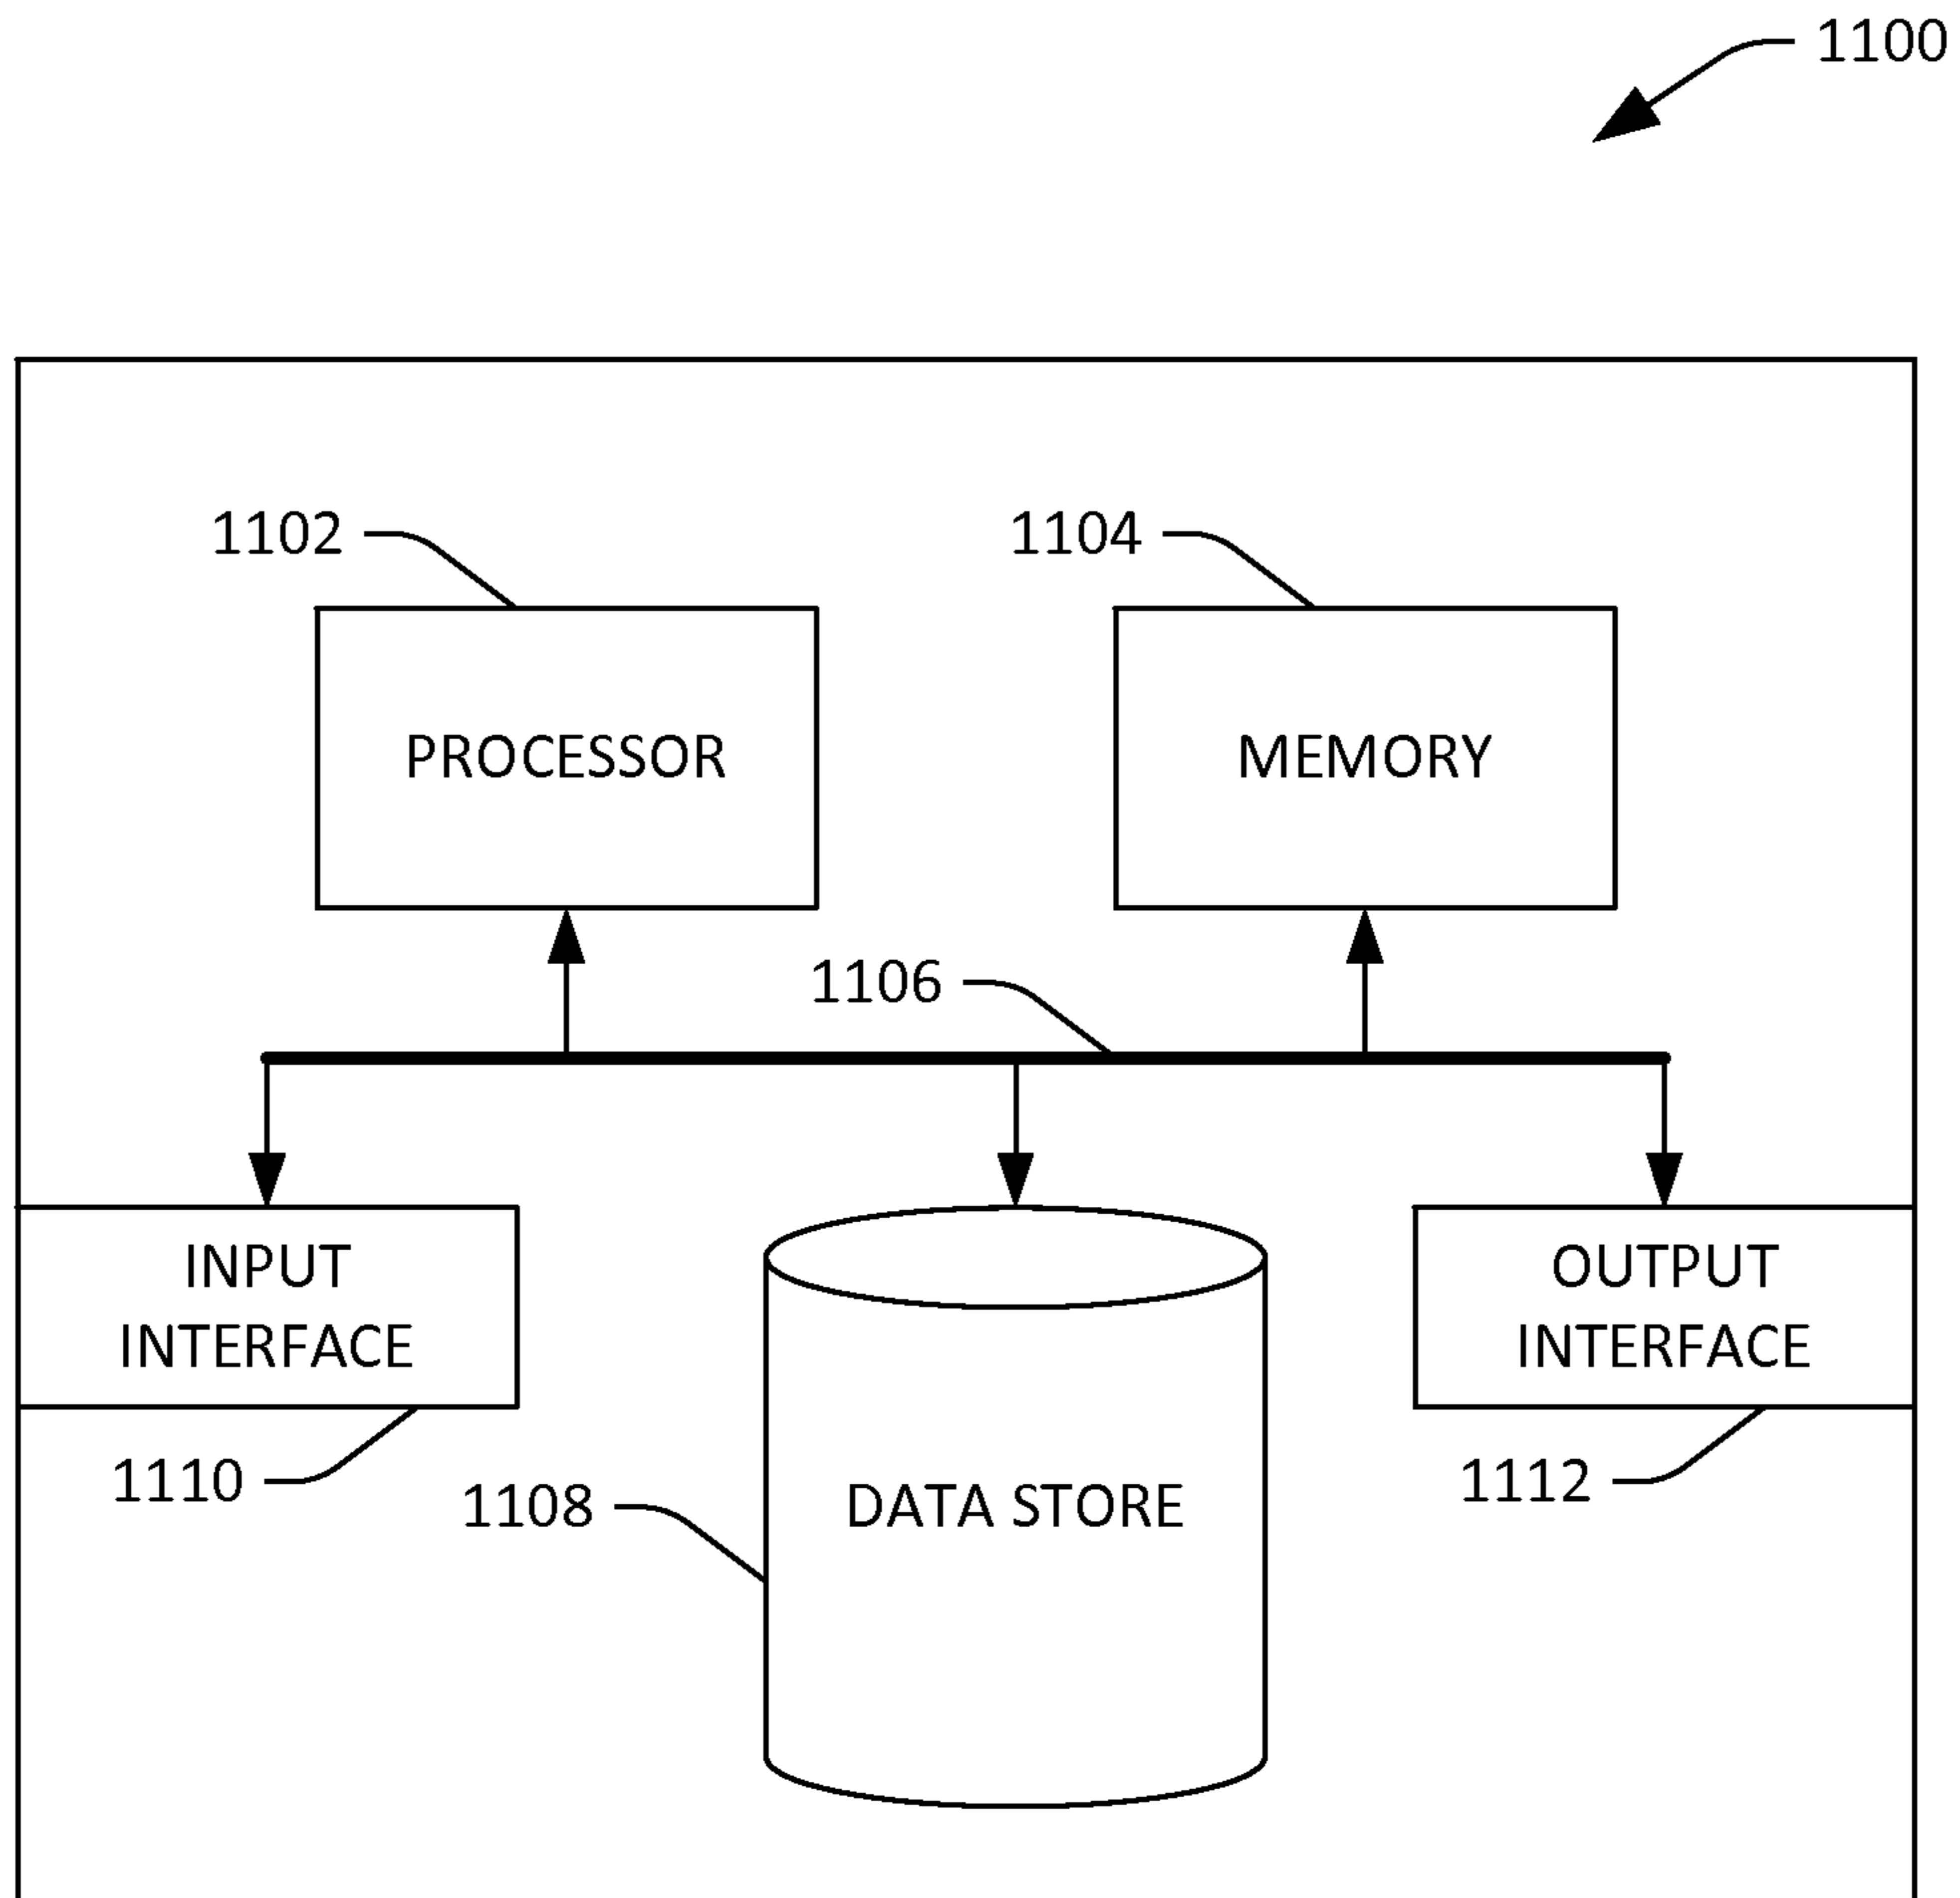 1100
1102
1104
PROCESSOR
MEMORY
1106
INPUT
INTERFACE
OUTPUT
INTERFACE
1110
1108
DATA STORE
1112